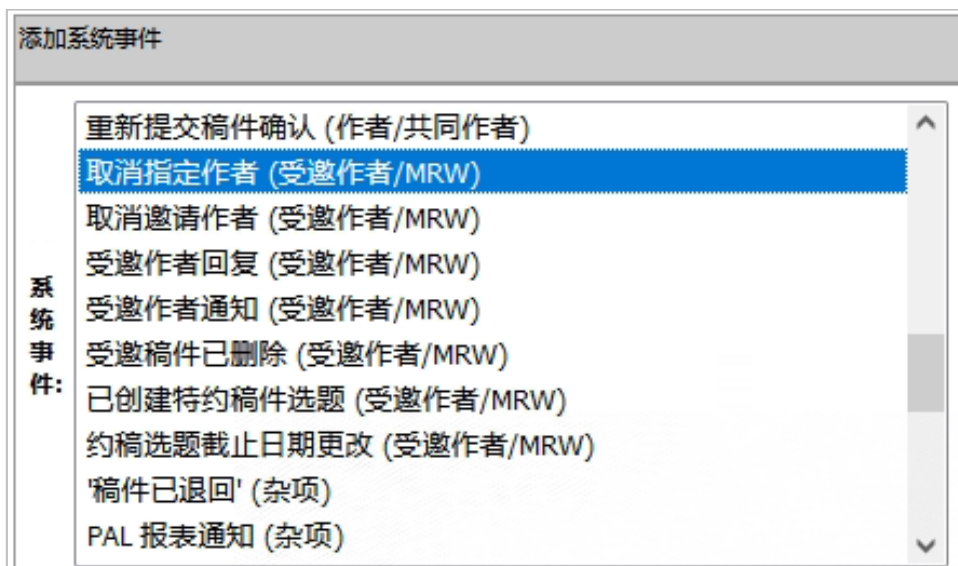 添加系统事件
重新提交稿件确认 (作者/共同作者)
取消指定作者 (受邀作者/MRW)
取消邀请作者 (受邀作者/MRW)
受邀作者回复 (受邀作者/MRW)
受邀作者通知 (受邀作者/MRW)
受邀稿件已删除 (受邀作者/MRW)
已创建特约稿件选题 (受邀作者/MRW)
约稿选题截止日期更改 (受邀作者/MRW)
'稿件已退回' (杂项)
PAL 报表通知 (杂项)
系
统
事
件: